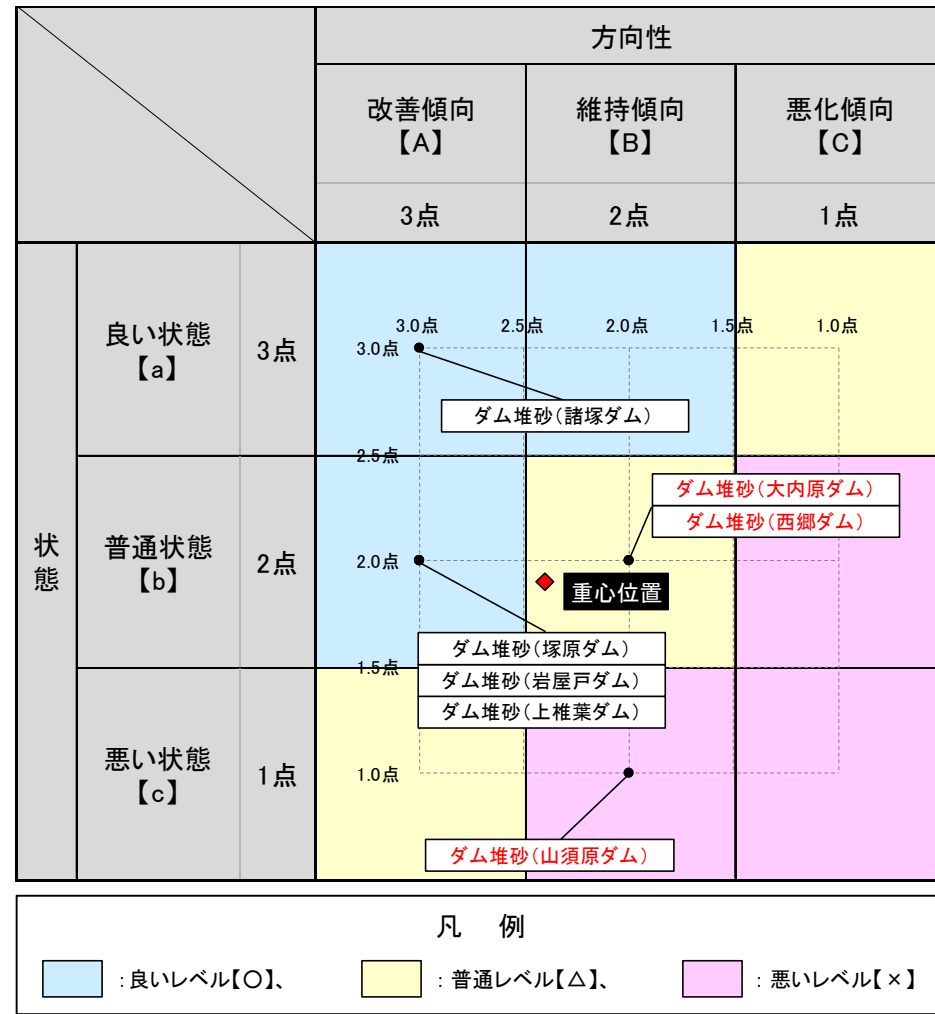 方向性
改善傾向
【A】
維持傾向
【B】
悪化傾向
【C】
3点
2点
1点
状態
良い状態
【a】
3点
普通状態
【b】
2点
悪い状態
【c】
1点
3.0点
2.5点
2.0点
1.5点
1.0点
3.0点
ダム堆砂（諸塚ダム）
2.5点
ダム堆砂（大内原ダム）
ダム堆砂（西郷ダム）
2.0点
重心位置
ダム堆砂（塚原ダム）
1.5点
ダム堆砂（岩屋戸ダム）
ダム堆砂（上椎葉ダム）
1.0点
ダム堆砂（山須原ダム）
凡 例
：良いレベル【○】、
：普通レベル【△】、
：悪いレベル【×】